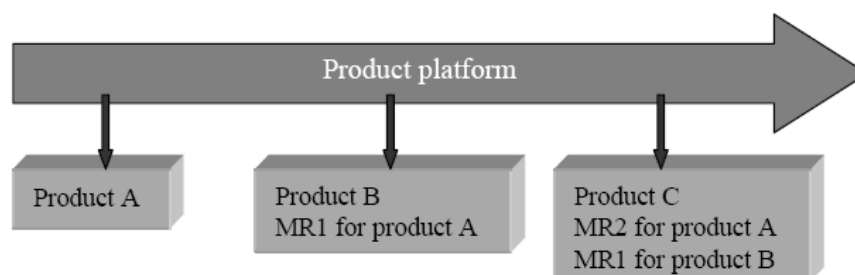 Product platform
Product A
Product B
MR1 for product A
Product C
MR2 for product A
MR1 for product B